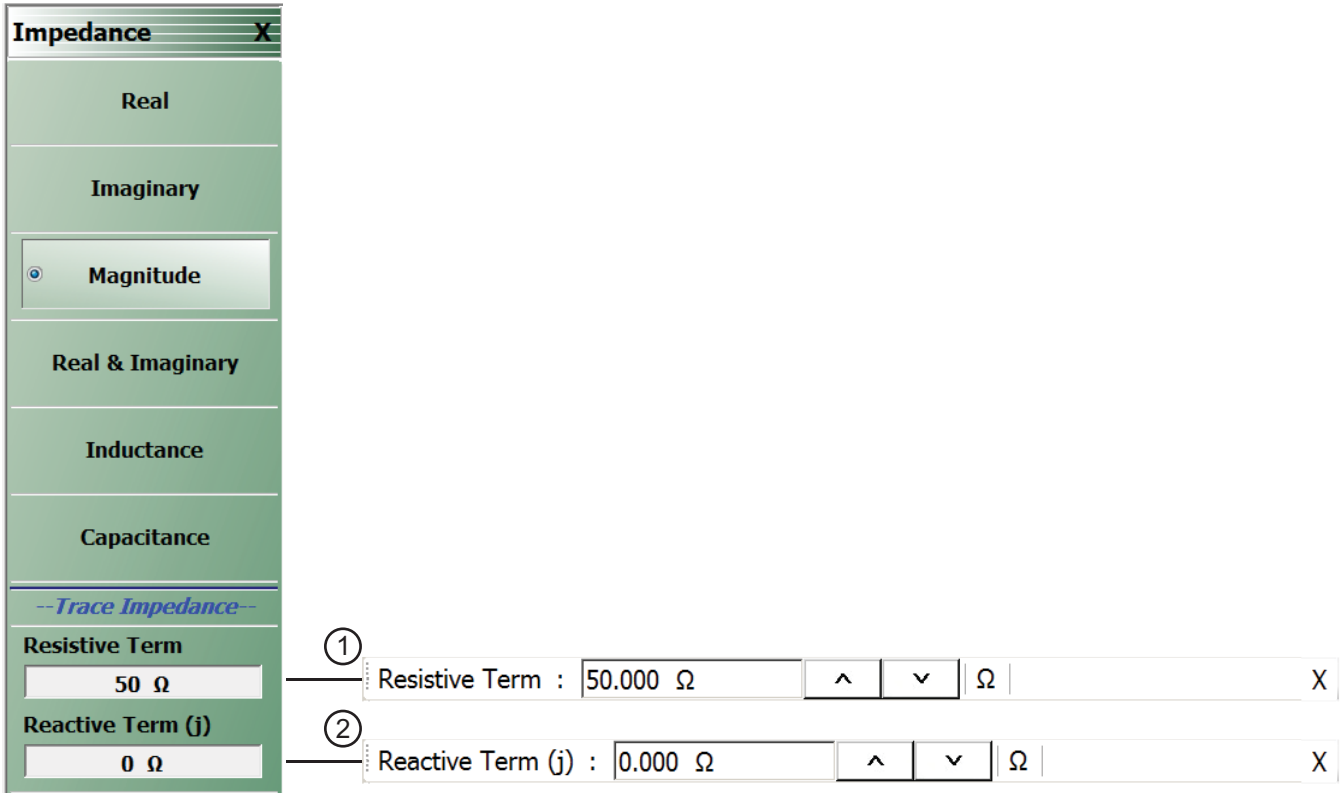 Impedance X
Real
Imaginary
Magnitude
Real & Imaginary
Inductance
Capacitance
--Trace Impedance--
Resistive Term
50 Ω
Reactive Term (j)
0 Ω
1
Resistive Term : 50.000 Ω ^ v Ω X
2
Reactive Term (j) : 0.000 Ω ^ v Ω X